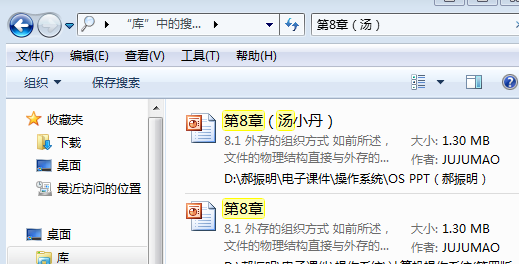 “库”中的搜... 第8章（汤）
文件(F) 编辑(E) 查看(V) 工具(T) 帮助(H)
组织 保存搜索
收藏夹
下载
桌面
最近访问的位置
桌面
库
第8章（汤小丹）
8.1 外存的组织方式 如前所述， 大小: 1.30 MB
文件的物理结构直接与外存的... 作者: JUJUMAO
D:\郝振明\电子课件\操作系统\OS PPT（郝振明）
第8章
8.1 外存的组织方式 如前所述， 大小: 1.30 MB
文件的物理结构直接与外存的... 作者: JUJUMAO